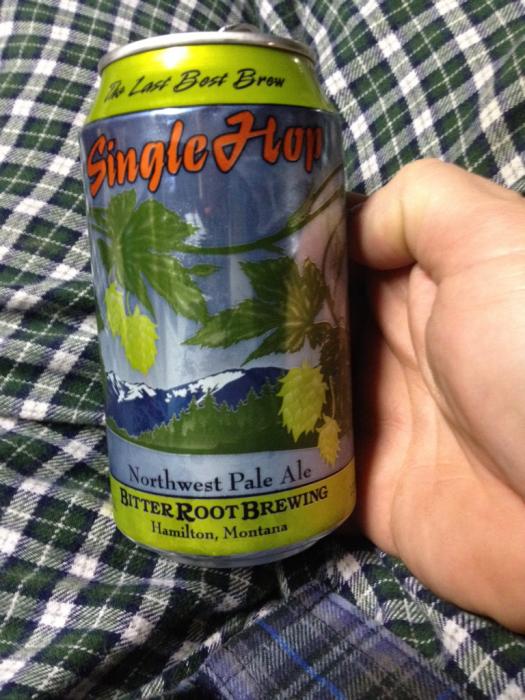 The Last Best Brew
Single Hop
Northwest Pale Ale
BITTER ROOT BREWING
Hamilton, Montana